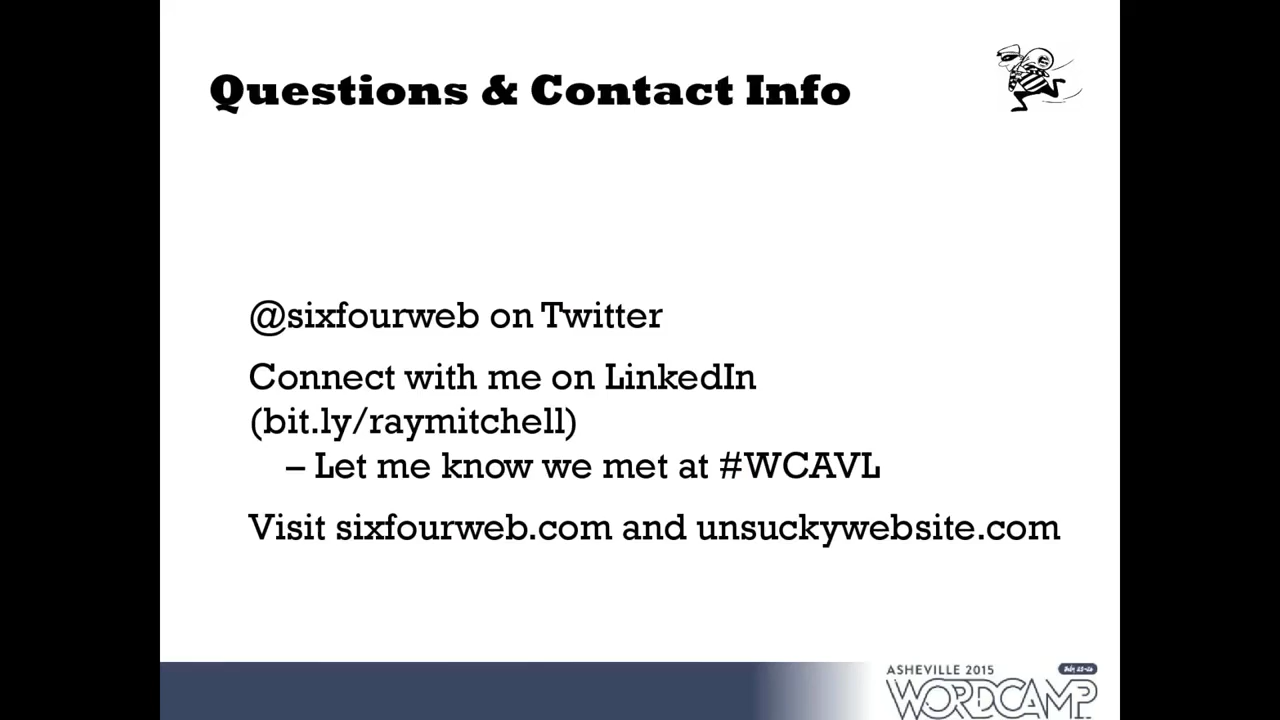 Questions & Contact Info
@sixfourweb on Twitter
Connect with me on LinkedIn
(bit.ly/raymitchell)
– Let me know we met at #WCAVL
Visit sixfourweb.com and unsuckywebsite.com
ASHEVILLE 2015
WORDCAMP